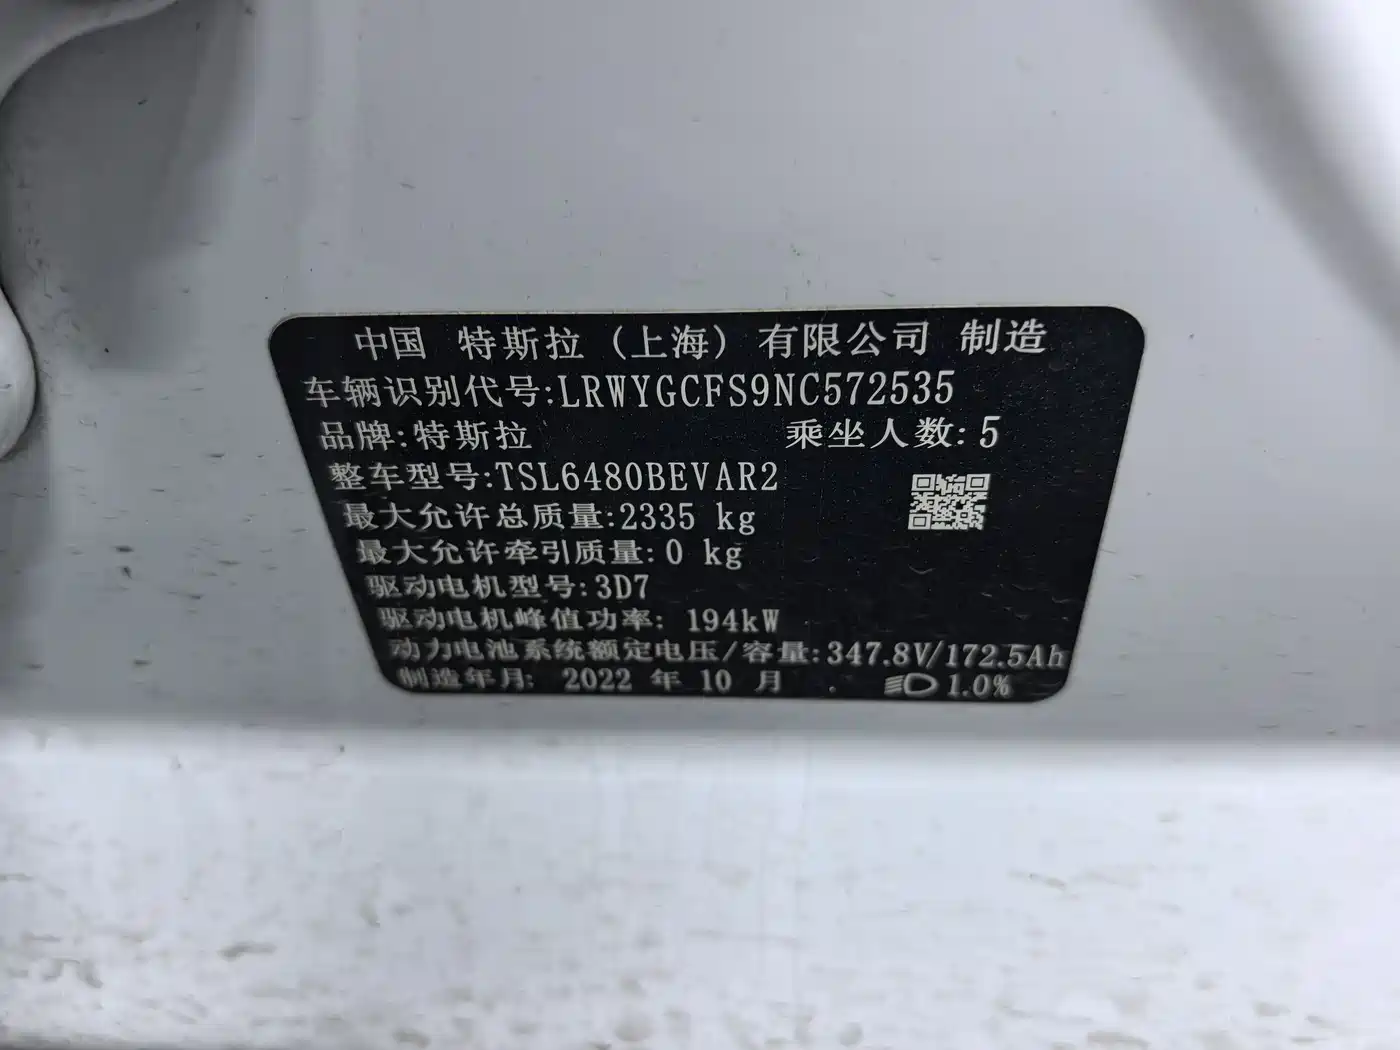 中国 特斯拉（上海）有限公司 制造
车辆识别代号:LRWYGCFS9NC572535
品牌:特斯拉 乘坐人数:5
整车型号:TSL6480BEVAR2
最大允许总质量:2335 kg
最大允许牵引质量:0 kg
驱动电机型号:3D7
驱动电机峰值功率: 194kW
动力电池系统额定电压/容量:347.8V/172.5Ah
制造年月: 2022 年 10 月 1.0%